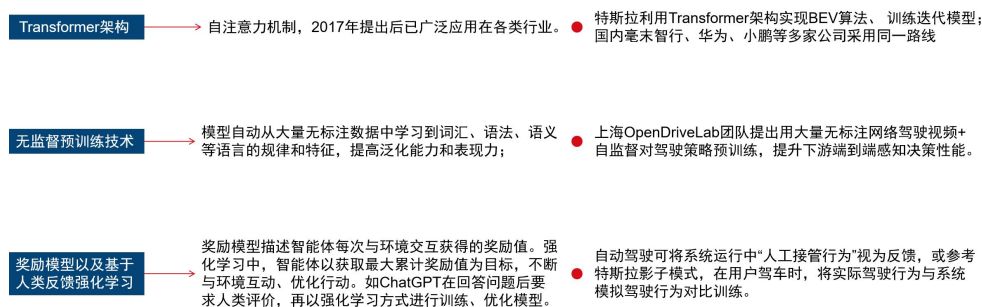 Transformer架构
自注意力机制，2017年提出后已广泛应用在各类行业。
特斯拉利用Transformer架构实现BEV算法、 训练迭代模型；
国内毫末智行、华为、小鹏等多家公司采用同一路线
无监督预训练技术
模型自动从大量无标注数据中学习到词汇、语法、语义
等语言的规律和特征，提高泛化能力和表现力；
上海OpenDriveLab团队提出用大量无标注网络驾驶视频+
自监督对驾驶策略预训练，提升下游端到端感知决策性能。
奖励模型以及基于
人类反馈强化学习
奖励模型描述智能体每次与环境交互获得的奖励值。强
化学习中，智能体以获取最大累计奖励值为目标，不断
与环境互动、优化行动。如ChatGPT在回答问题后要
求人类评价，再以强化学习方式进行训练、优化模型。
自动驾驶可将系统运行中“人工接管行为”视为反馈，或参考
特斯拉影子模式，在用户驾车时，将实际驾驶行为与系统
模拟驾驶行为对比训练。